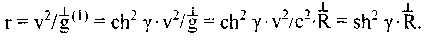 r = v²/g⊥⁽¹⁾ = ch² γ · v²/g⊥ = ch² γ · v²/c² · R⊥ = sh² γ · R⊥.